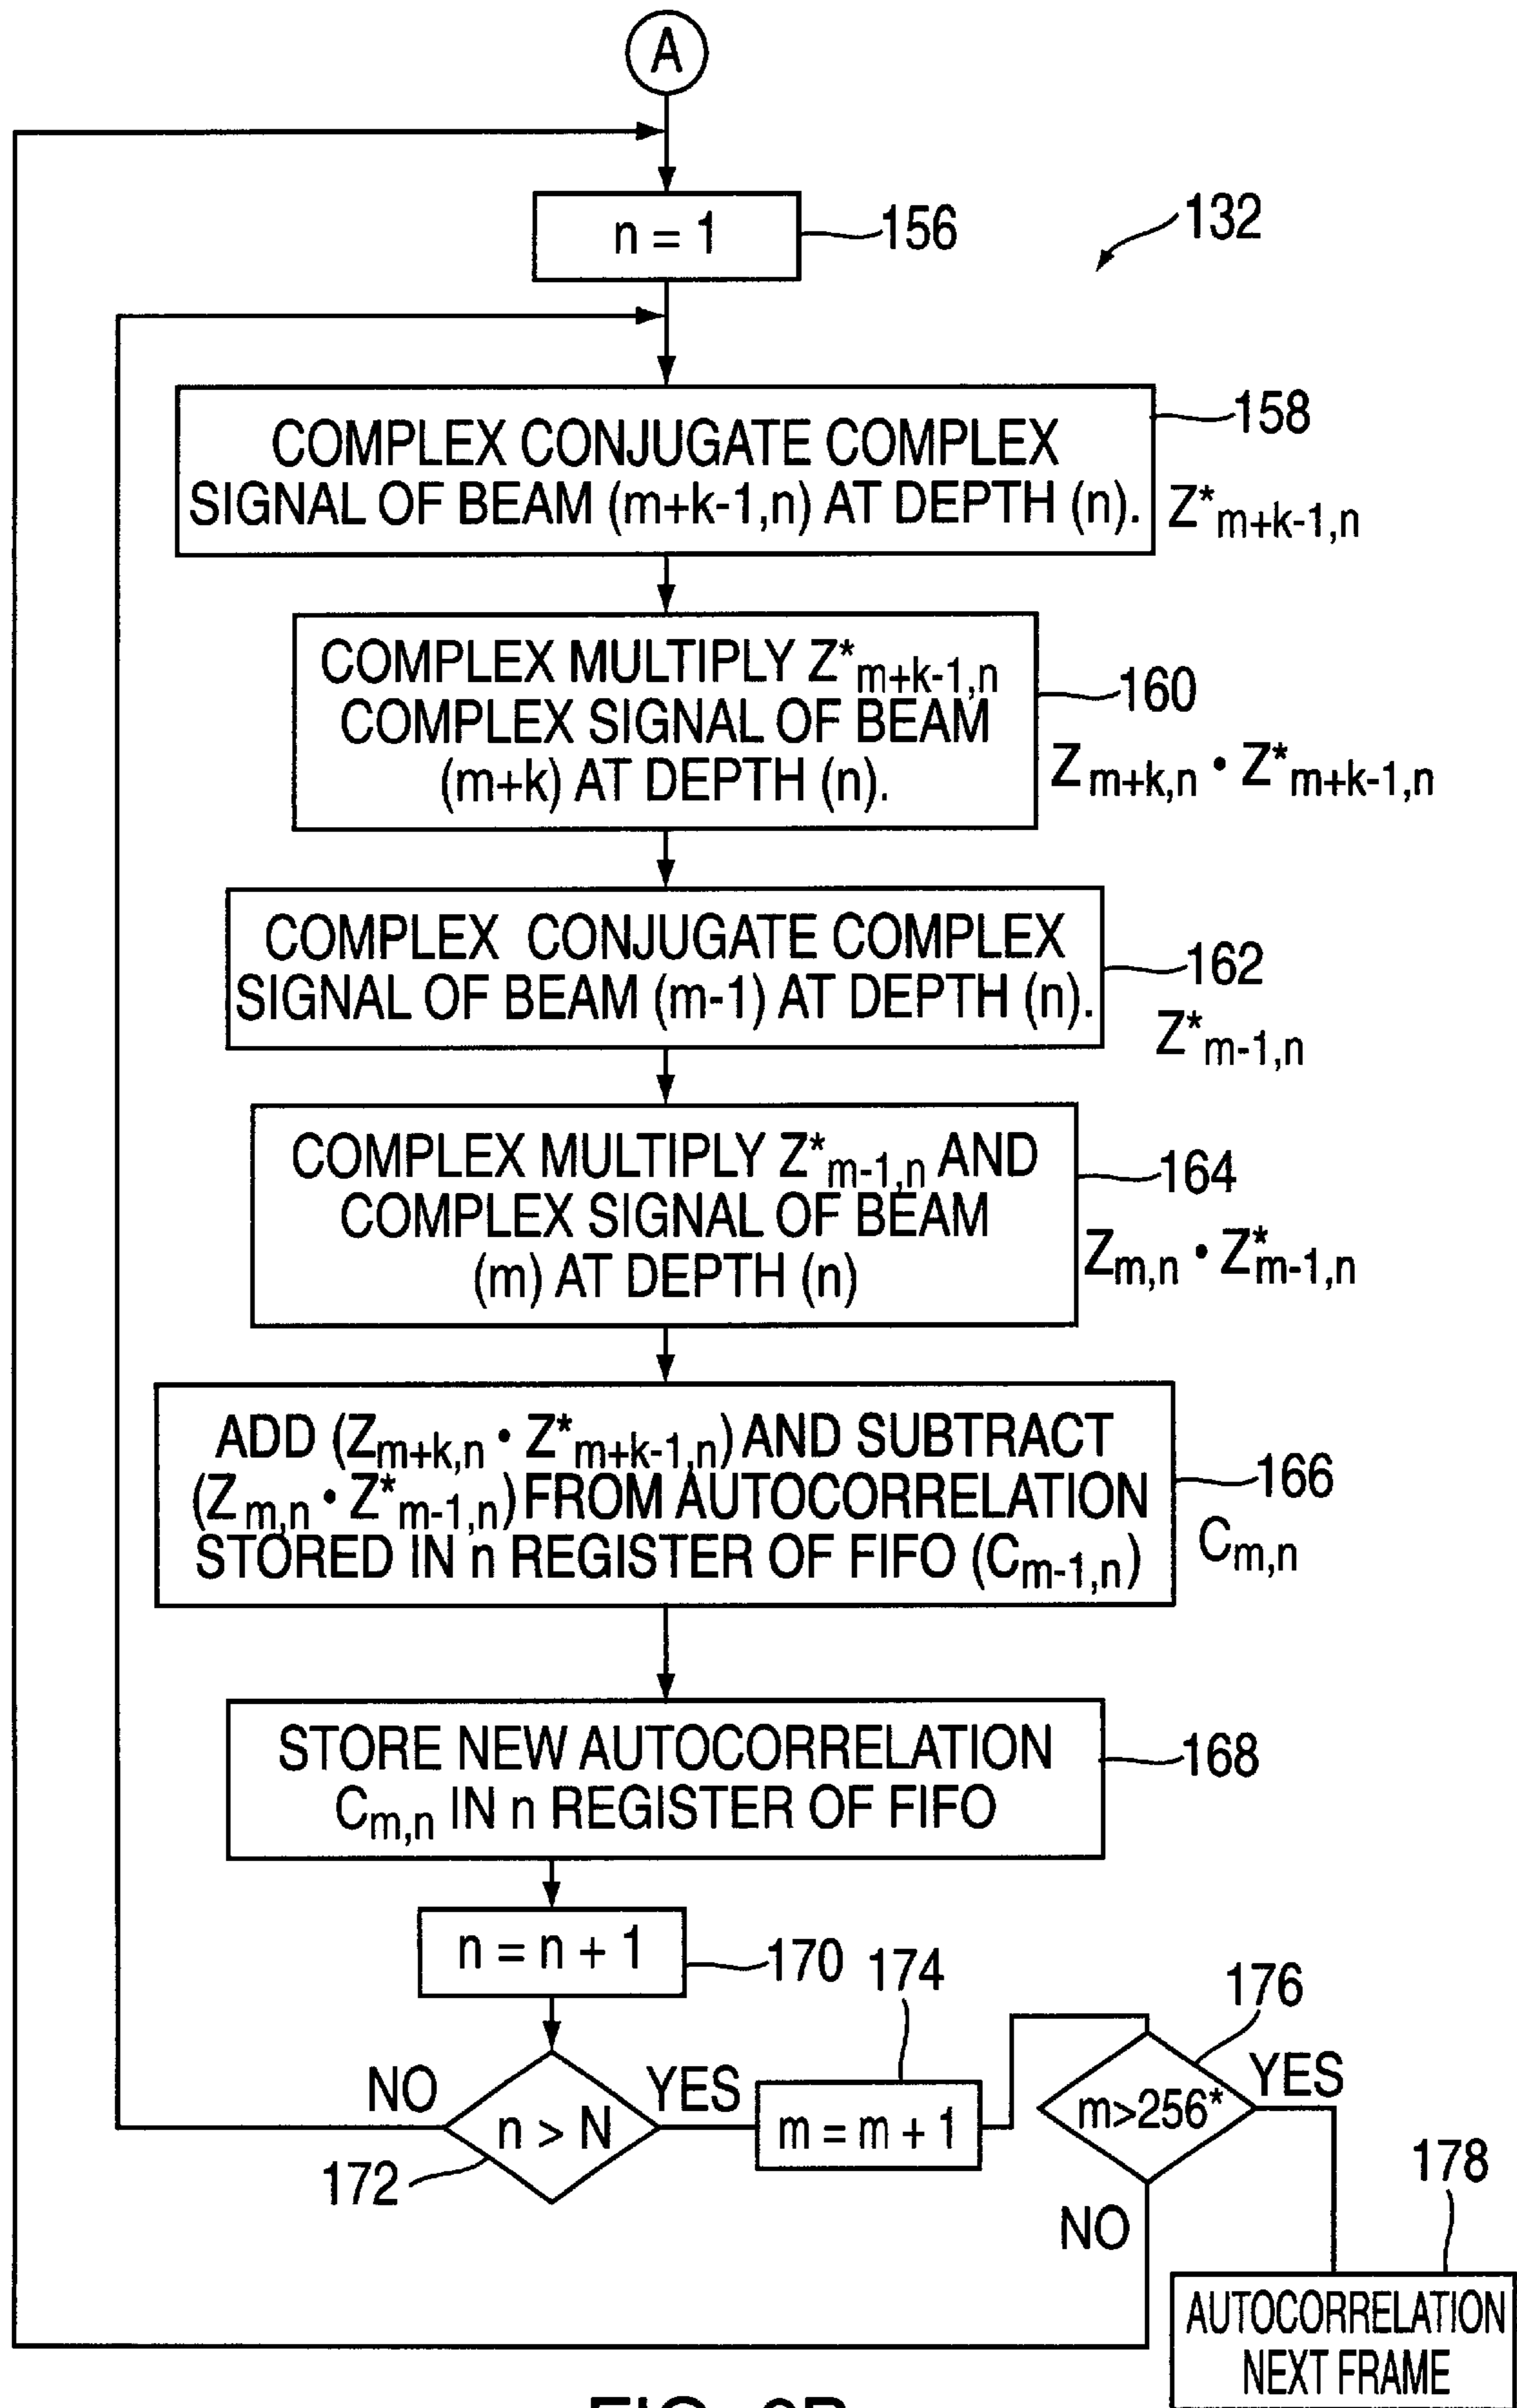 A
n = 1
156
132
COMPLEX CONJUGATE COMPLEX
SIGNAL OF BEAM (m+k-1,n) AT DEPTH (n).
158
Z*m+k-1,n
COMPLEX MULTIPLY Z*m+k-1,n
COMPLEX SIGNAL OF BEAM
(m+k) AT DEPTH (n).
160
Zm+k,n • Z*m+k-1,n
COMPLEX CONJUGATE COMPLEX
SIGNAL OF BEAM (m-1) AT DEPTH (n).
162
Z*m-1,n
COMPLEX MULTIPLY Z*m-1,n AND
COMPLEX SIGNAL OF BEAM
(m) AT DEPTH (n)
164
Zm,n • Z*m-1,n
ADD (Zm+k,n • Z*m+k-1,n) AND SUBTRACT
(Zm,n • Z*m-1,n) FROM AUTOCORRELATION
STORED IN n REGISTER OF FIFO (Cm-1,n)
166
Cm,n
STORE NEW AUTOCORRELATION
Cm,n IN n REGISTER OF FIFO
168
n = n + 1
170
174
176
NO
n > N
YES
172
m = m + 1
m>256*
YES
NO
178
AUTOCORRELATION
NEXT FRAME